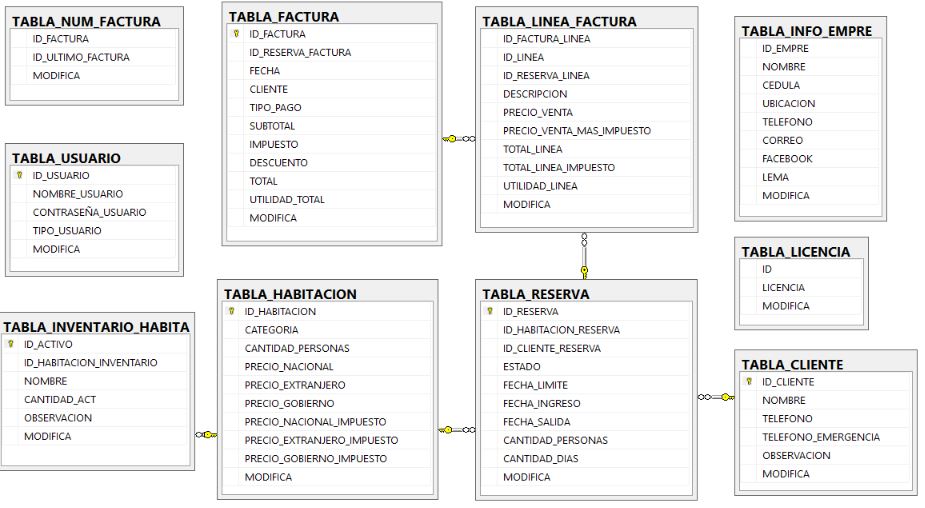 TABLA_NUM_FACTURA
ID_FACTURA
ID_ULTIMO_FACTURA
MODIFICA
TABLA_FACTURA
ID_FACTURA
ID_RESERVA_FACTURA
FECHA
CLIENTE
TIPO_PAGO
SUBTOTAL
IMPUESTO
DESCUENTO
TOTAL
UTILIDAD_TOTAL
MODIFICA
TABLA_LINEA_FACTURA
ID_FACTURA_LINEA
ID_LINEA
ID_RESERVA_LINEA
DESCRIPCION
PRECIO_VENTA
PRECIO_VENTA_MAS_IMPUESTO
TOTAL_LINEA
TOTAL_LINEA_IMPUESTO
UTILIDAD_LINEA
MODIFICA
TABLA_INFO_EMPRE
ID_EMPRE
NOMBRE
CEDULA
UBICACION
TELEFONO
CORREO
FACEBOOK
LEMA
MODIFICA
TABLA_USUARIO
ID_USUARIO
NOMBRE_USUARIO
CONTRASEÑA_USUARIO
TIPO_USUARIO
MODIFICA
TABLA_LICENCIA
ID
LICENCIA
MODIFICA
TABLA_INVENTARIO_HABITA
ID_ACTIVO
ID_HABITACION_INVENTARIO
NOMBRE
CANTIDAD_ACT
OBSERVACION
MODIFICA
TABLA_HABITACION
ID_HABITACION
CATEGORIA
CANTIDAD_PERSONAS
PRECIO_NACIONAL
PRECIO_EXTRANJERO
PRECIO_GOBIERNO
PRECIO_NACIONAL_IMPUESTO
PRECIO_EXTRANJERO_IMPUESTO
PRECIO_GOBIERNO_IMPUESTO
MODIFICA
TABLA_RESERVA
ID_RESERVA
ID_HABITACION_RESERVA
ID_CLIENTE_RESERVA
ESTADO
FECHA_LIMITE
FECHA_INGRESO
FECHA_SALIDA
CANTIDAD_PERSONAS
CANTIDAD_DIAS
MODIFICA
TABLA_CLIENTE
ID_CLIENTE
NOMBRE
TELEFONO
TELEFONO_EMERGENCIA
OBSERVACION
MODIFICA